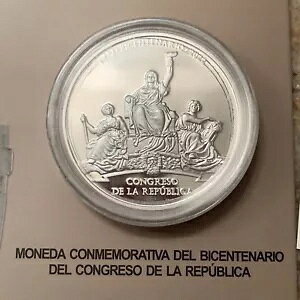 CONGRESO
DE LA REPÚBLICA
MONEDA CONMEMORATIVA DEL BICENTENARIO
DEL CONGRESO DE LA REPÚBLICA